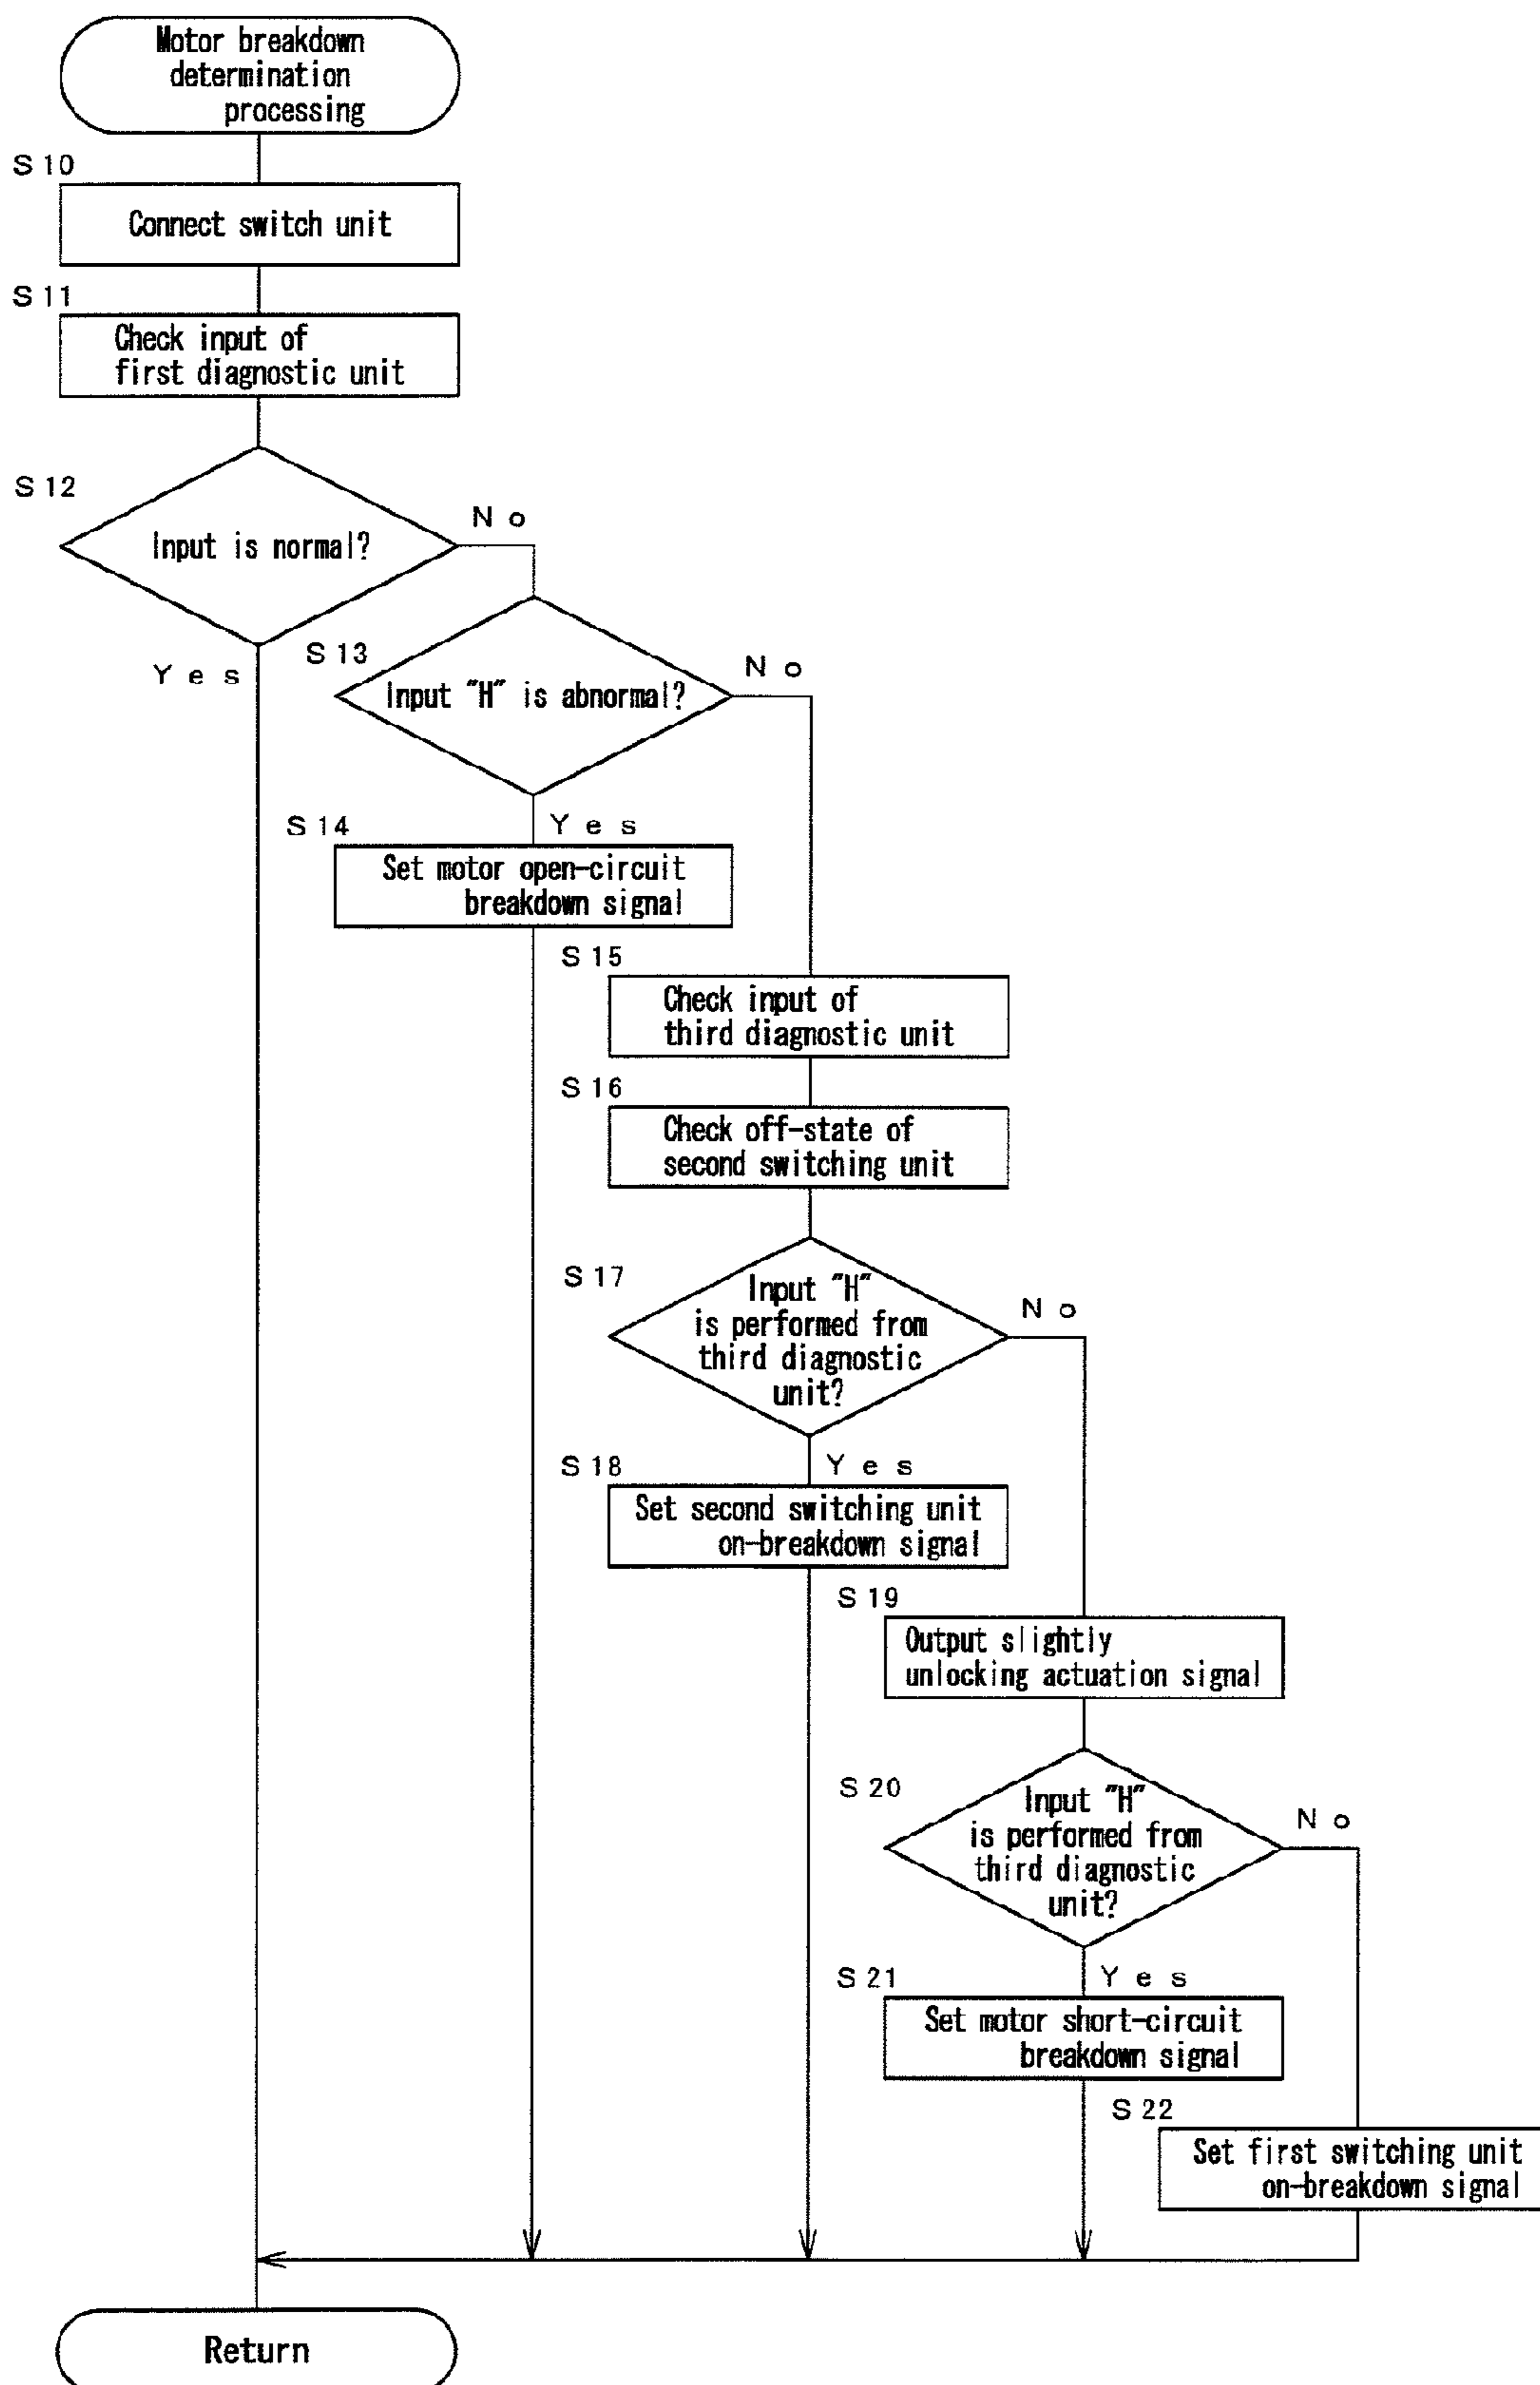 Motor breakdown
determination
processing
S10
Connect switch unit
S11
Check input of
first diagnostic unit
S12
Input is normal?
No
Yes
S13
Input "H" is abnormal?
No
S14
Yes
Set motor open-circuit
breakdown signal
S15
Check input of
third diagnostic unit
S16
Check off-state of
second switching unit
S17
Input "H"
is performed from
third diagnostic
unit?
No
S18
Yes
Set second switching unit
on-breakdown signal
S19
Output slightly
unlocking actuation signal
S20
Input "H"
is performed from
third diagnostic
unit?
No
S21
Yes
Set motor short-circuit
breakdown signal
S22
Set first switching unit
on-breakdown signal
Return